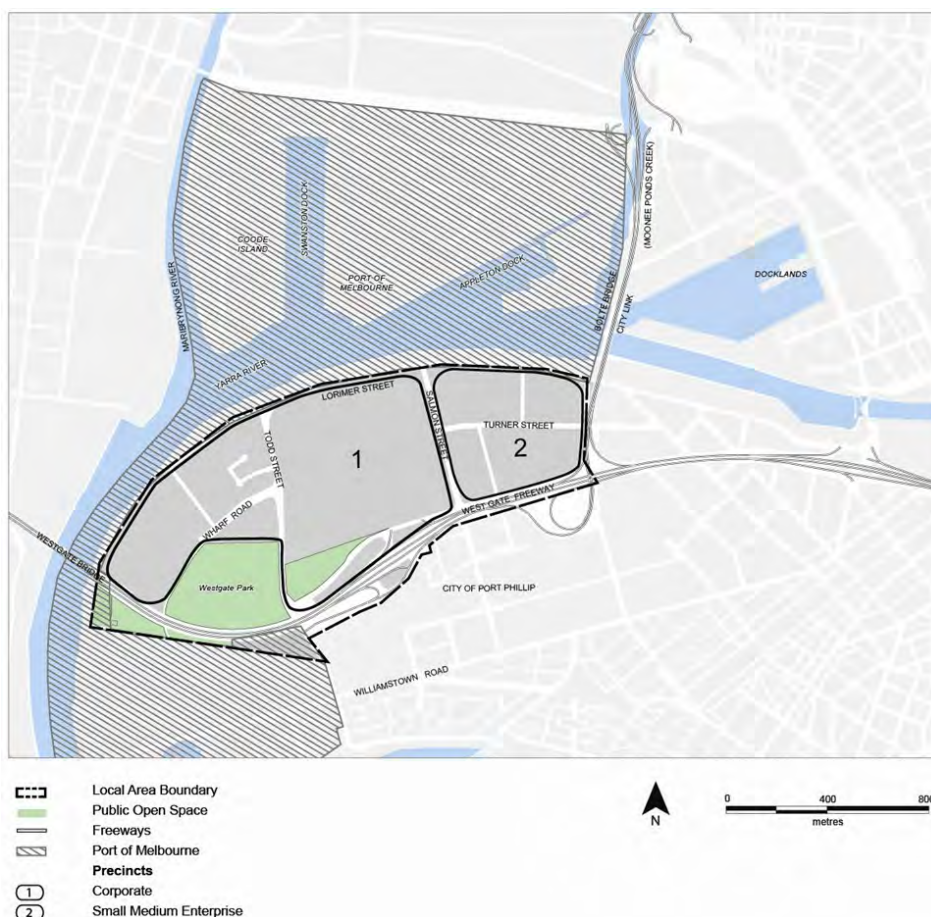 (MOONEE PONDS CREEK)
SWANSTON DOCK
COODE
ISLAND
PORT OF
MELBOURNE
APPLETON DOCK
DOCKLANDS
BOLTE BRIDGE
CITY LINK
MARIBYNONG RIVER
YARRA RIVER
LORIMER STREET
SALMON STREET
TODD STREET
TURNER STREET
1
2
WHARF ROAD
WEST GATE FREEWAY
WESTGATE BRIDGE
Westgate Park
CITY OF PORT PHILLIP
WILLIAMSTOWN ROAD
Local Area Boundary
Public Open Space
Freeways
Port of Melbourne
Precincts
1 Corporate
2 Small Medium Enterprise
N
0 400 800
metres